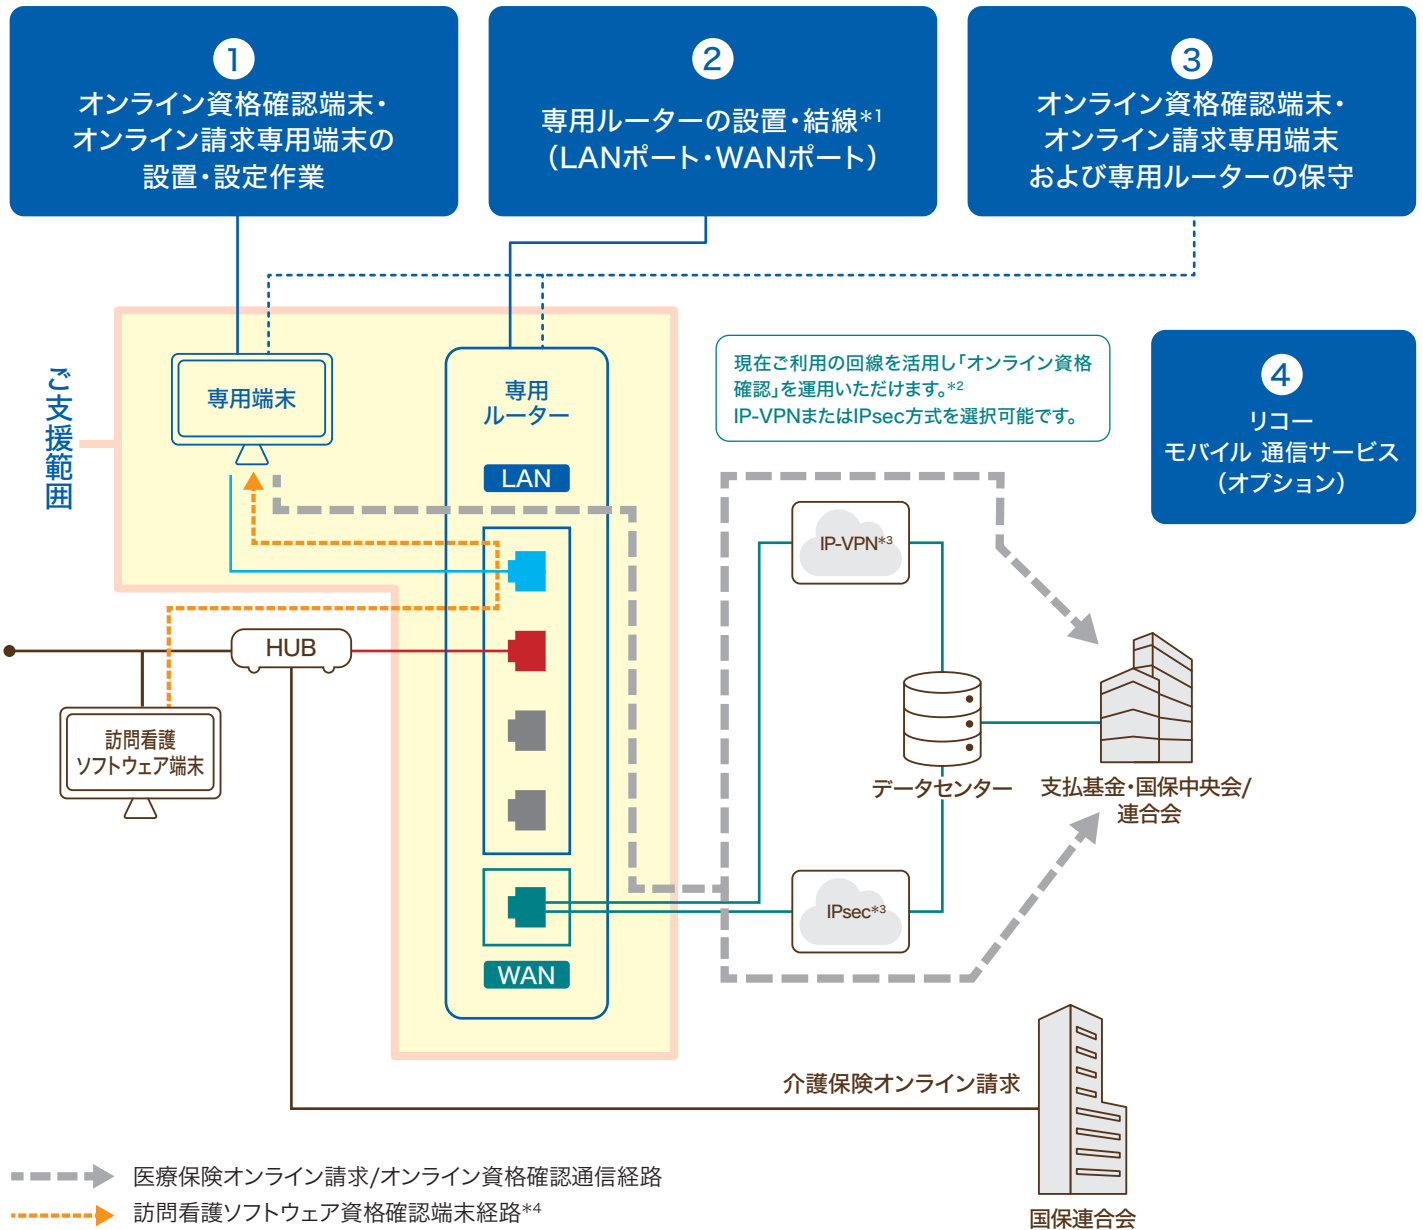 1
オンライン資格確認端末・
オンライン請求専用端末の
設置・設定作業
2
専用ルーターの設置・結線*1
（LANポート・WANポート）
3
オンライン資格確認端末・
オンライン請求専用端末
および専用ルーターの保守
ご支援範囲
専用端末
専用
ルーター
LAN
現在ご利用の回線を活用し「オンライン資格
確認」を運用いただけます。*2
IP-VPNまたはIPsec方式を選択可能です。
4
リコー
モバイル 通信サービス
（オプション）
IP-VPN*3
HUB
訪問看護
ソフトウェア端末
データセンター
支払基金・国保中央会/
連合会
IPsec*3
WAN
介護保険オンライン請求
国保連合会
医療保険オンライン請求/オンライン資格確認通信経路
訪問看護ソフトウェア資格確認端末経路*4